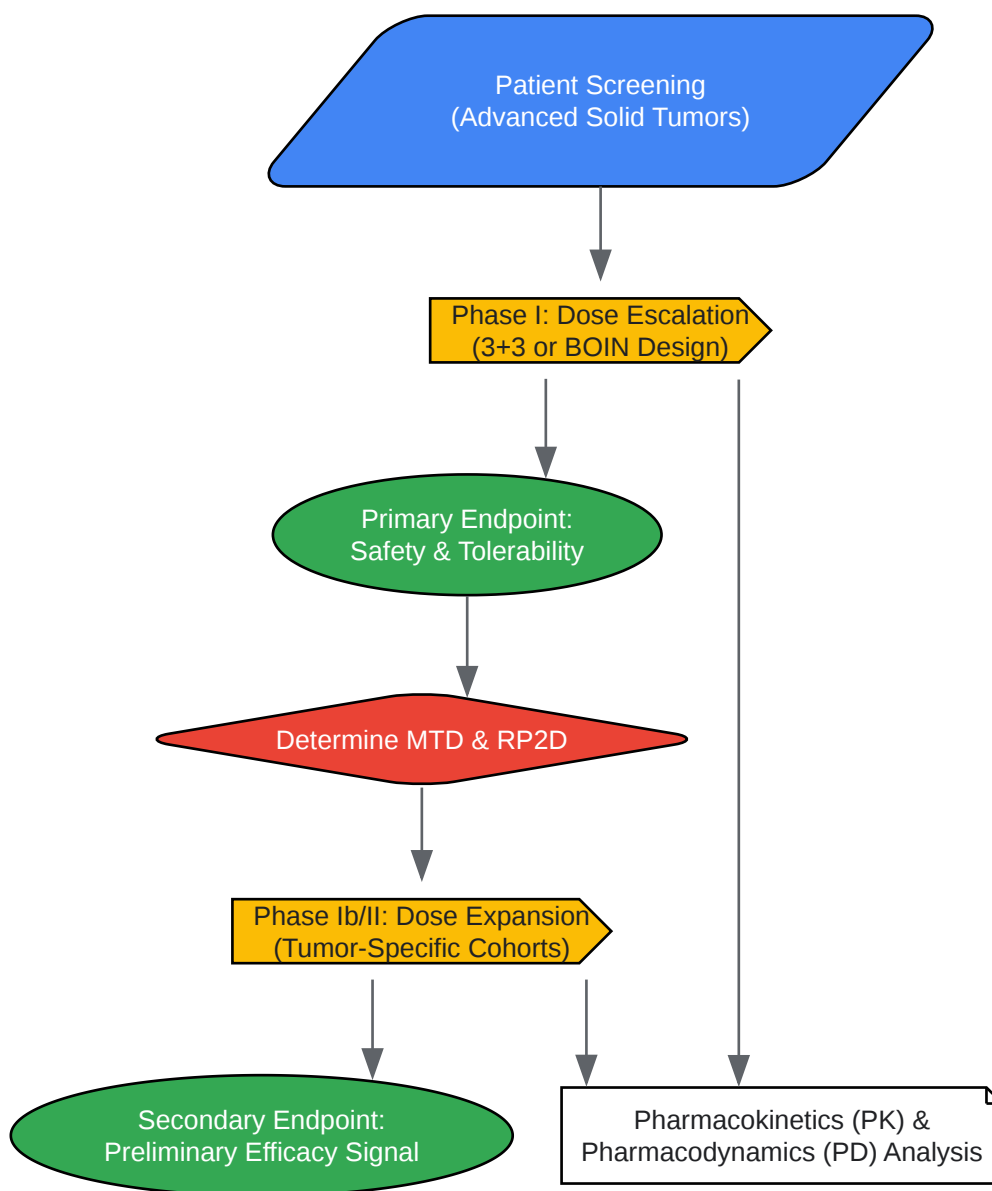 Patient Screening
(Advanced Solid Tumors)
Phase I: Dose Escalation
(3+3 or BOIN Design)
Primary Endpoint:
Safety & Tolerability
Determine MTD & RP2D
Phase Ib/II: Dose Expansion
(Tumor-Specific Cohorts)
Secondary Endpoint:
Preliminary Efficacy Signal
Pharmacokinetics (PK) &
Pharmacodynamics (PD) Analysis